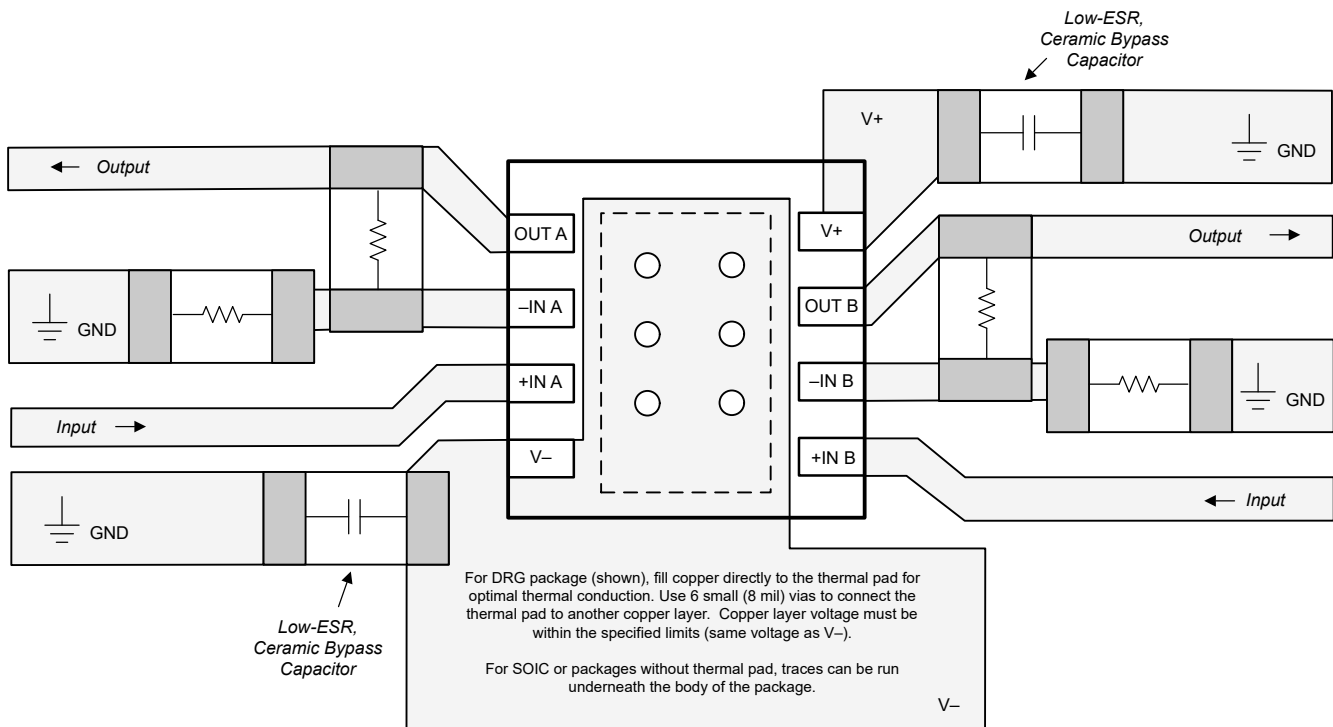 Low-ESR,
Ceramic Bypass
Capacitor
V+
GND
Output
OUT A
V+
Output
–IN A
OUT B
GND
+IN A
–IN B
GND
Input
V–
+IN B
Input
GND
For DRG package (shown), fill copper directly to the thermal pad for
optimal thermal conduction. Use 6 small (8 mil) vias to connect the
thermal pad to another copper layer. Copper layer voltage must be
within the specified limits (same voltage as V–).
Low-ESR,
Ceramic Bypass
Capacitor
For SOIC or packages without thermal pad, traces can be run
underneath the body of the package.
V–